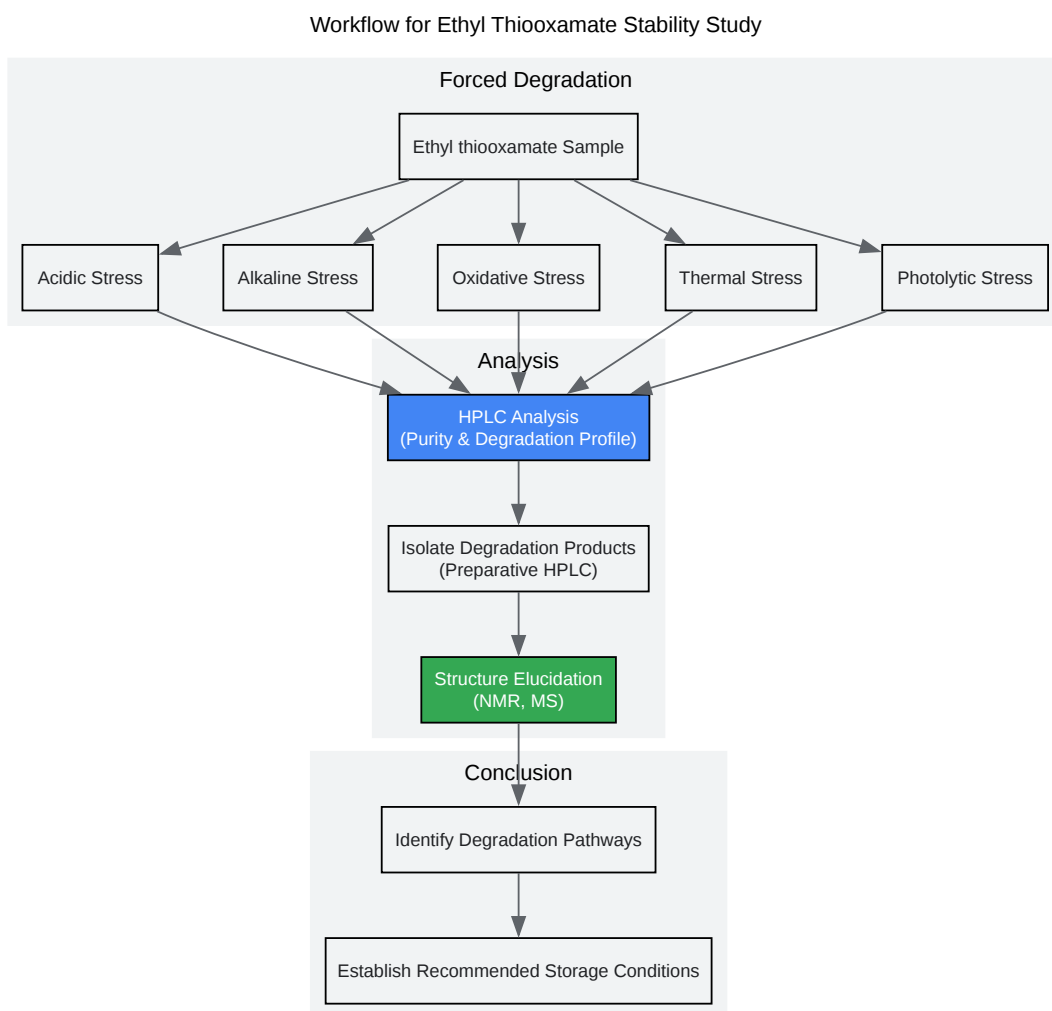 Workflow for Ethyl Thiooxamate Stability Study
Forced Degradation
Ethyl thiooxamate Sample
Acidic Stress
Alkaline Stress
Oxidative Stress
Thermal Stress
Photolytic Stress
Analysis
HPLC Analysis
(Purity & Degradation Profile)
Isolate Degradation Products
(Preparative HPLC)
Structure Elucidation
(NMR, MS)
Conclusion
Identify Degradation Pathways
Establish Recommended Storage Conditions